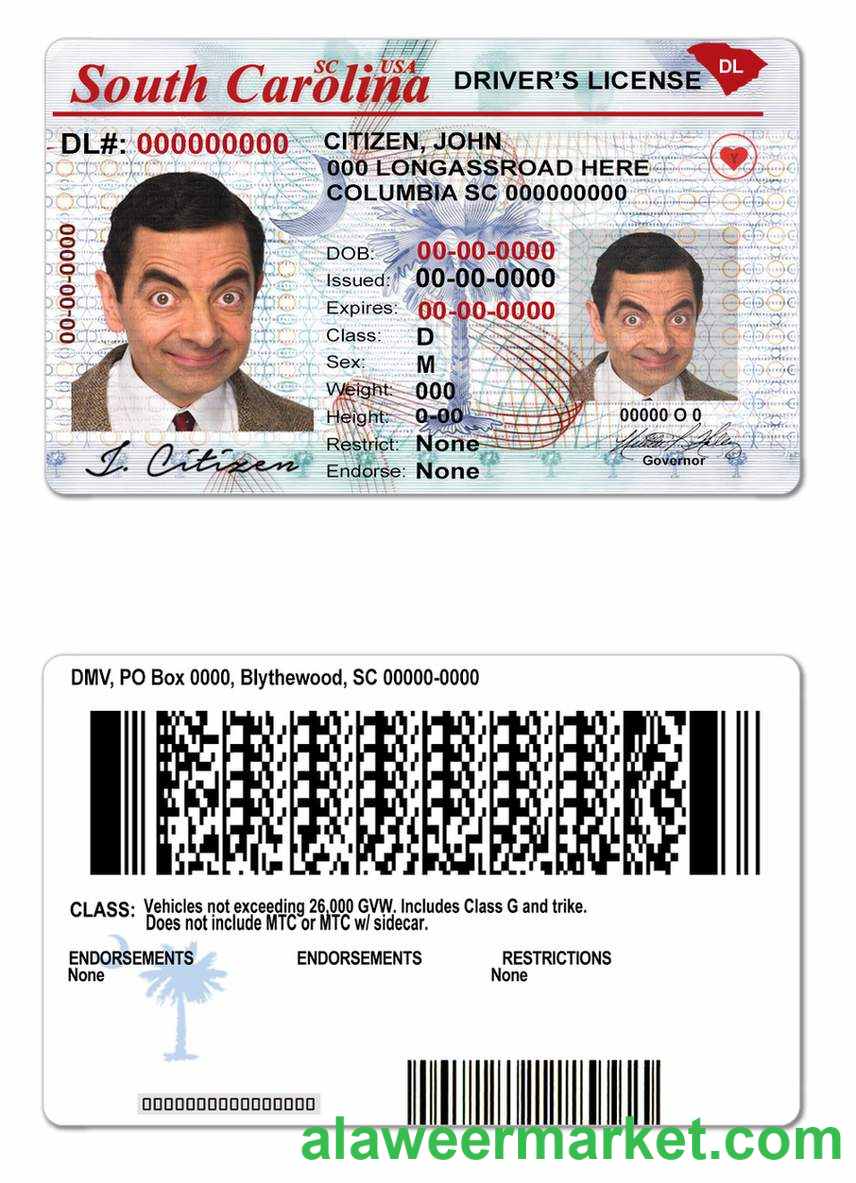 SC USA
South Carolina DRIVER'S LICENSE DL
DL#: 000000000 CITIZEN, JOHN
000 LONGASSROAD HERE
COLUMBIA SC 000000000
Y
00-00-0000
DOB: 00-00-0000
Issued: 00-00-0000
Expires: 00-00-0000
Class: D
Sex: M
Weight: 000
Height: 0-00
Restrict: None
Endorse: None
00000 O 0
Governor
J. Citizen
DMV, PO Box 0000, Blythewood, SC 00000-0000
CLASS: Vehicles not exceeding 26,000 GVW. Includes Class G and trike.
Does not include MTC or MTC w/ sidecar.
ENDORSEMENTS ENDORSEMENTS RESTRICTIONS
None None
0000000000000000
alaweermarket.com